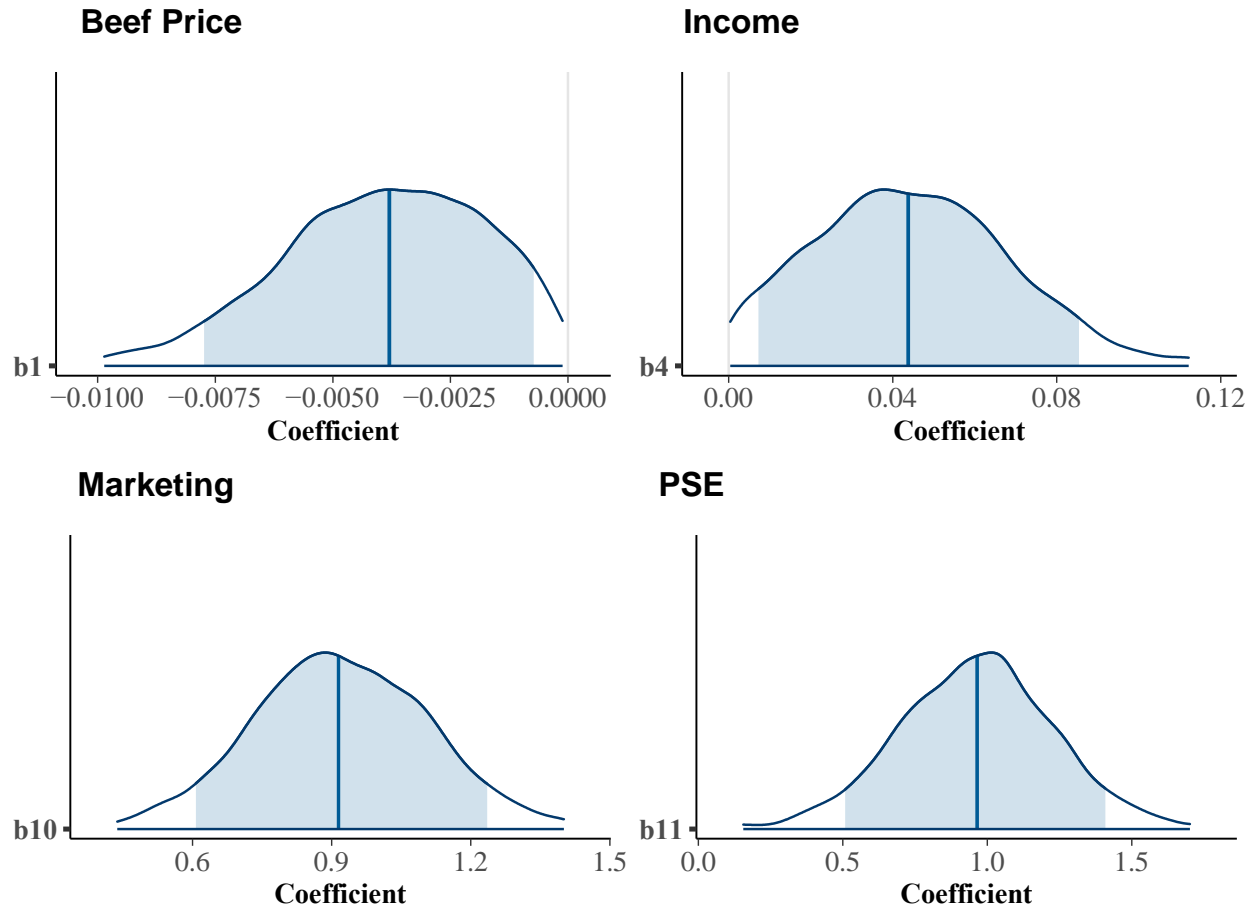 Beef Price
Income
b1
−0.0100 −0.0075 −0.0050 −0.0025 0.0000
Coefficient
b4
0.00 0.04 0.08 0.12
Coefficient
Marketing
PSE
b10
0.6 0.9 1.2 1.5
Coefficient
b11
0.0 0.5 1.0 1.5
Coefficient